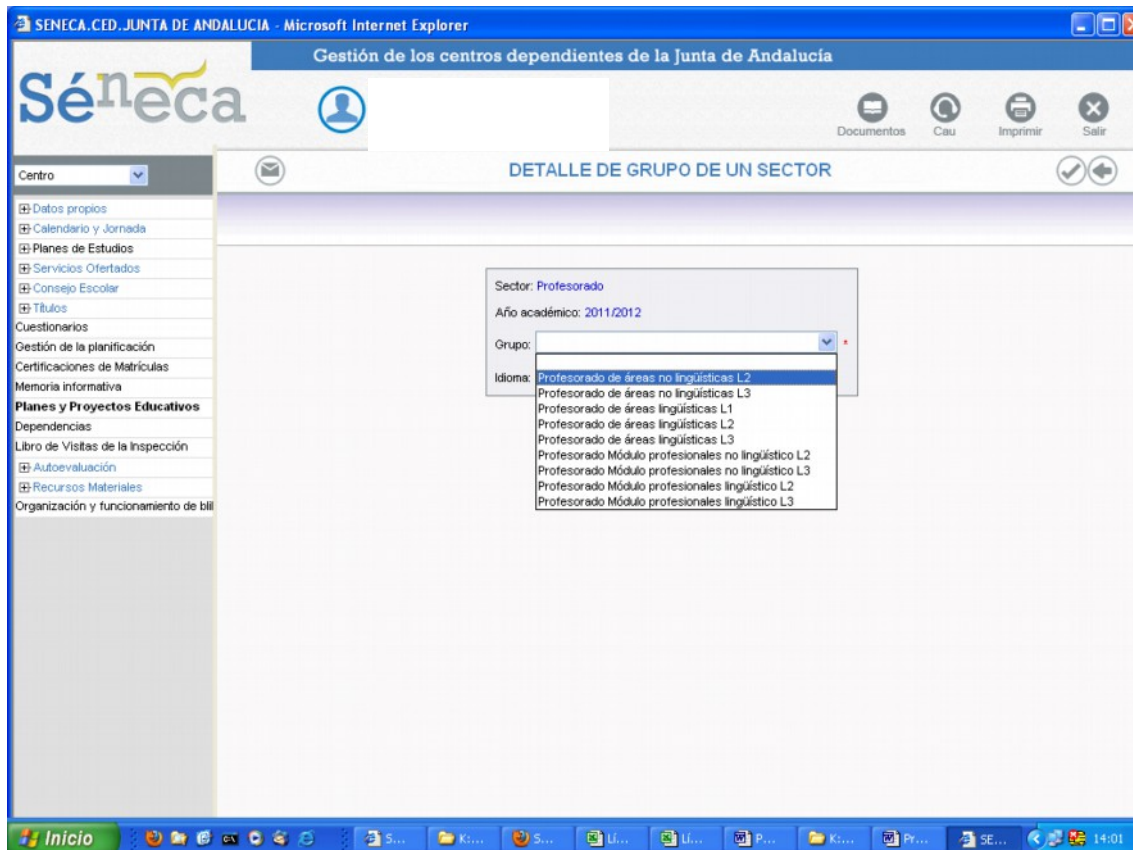 SENECA.CED.JUNTA DE ANDALUCIA - Microsoft Internet Explorer
Gestión de los centros dependientes de la Junta de Andalucía
Séneca
Documentos
Cau
Imprimir
Salir
Centro
DETALLE DE GRUPO DE UN SECTOR
Datos propios
Calendario y Jornada
Planes de Estudios
Servicios Ofertados
Consejo Escolar
Títulos
Cuestionarios
Gestión de la planificación
Certificaciones de Matrículas
Memoria informativa
Planes y Proyectos Educativos
Dependencias
Libro de Visitas de la Inspección
Autoevaluación
Recursos Materiales
Organización y funcionamiento de bli
Sector: Profesorado
Año académico: 2011/2012
Grupo: *
Idioma: Profesorado de áreas no lingüísticas L2
Profesorado de áreas no lingüísticas L3
Profesorado de áreas lingüísticas L1
Profesorado de áreas lingüísticas L2
Profesorado de áreas lingüísticas L3
Profesorado Módulo profesionales no lingüístico L2
Profesorado Módulo profesionales no lingüístico L3
Profesorado Módulo profesionales lingüístico L2
Profesorado Módulo profesionales lingüístico L3
Inicio S... K:... S... Lí... Lí... P... K:... Pr... SE... 14:01